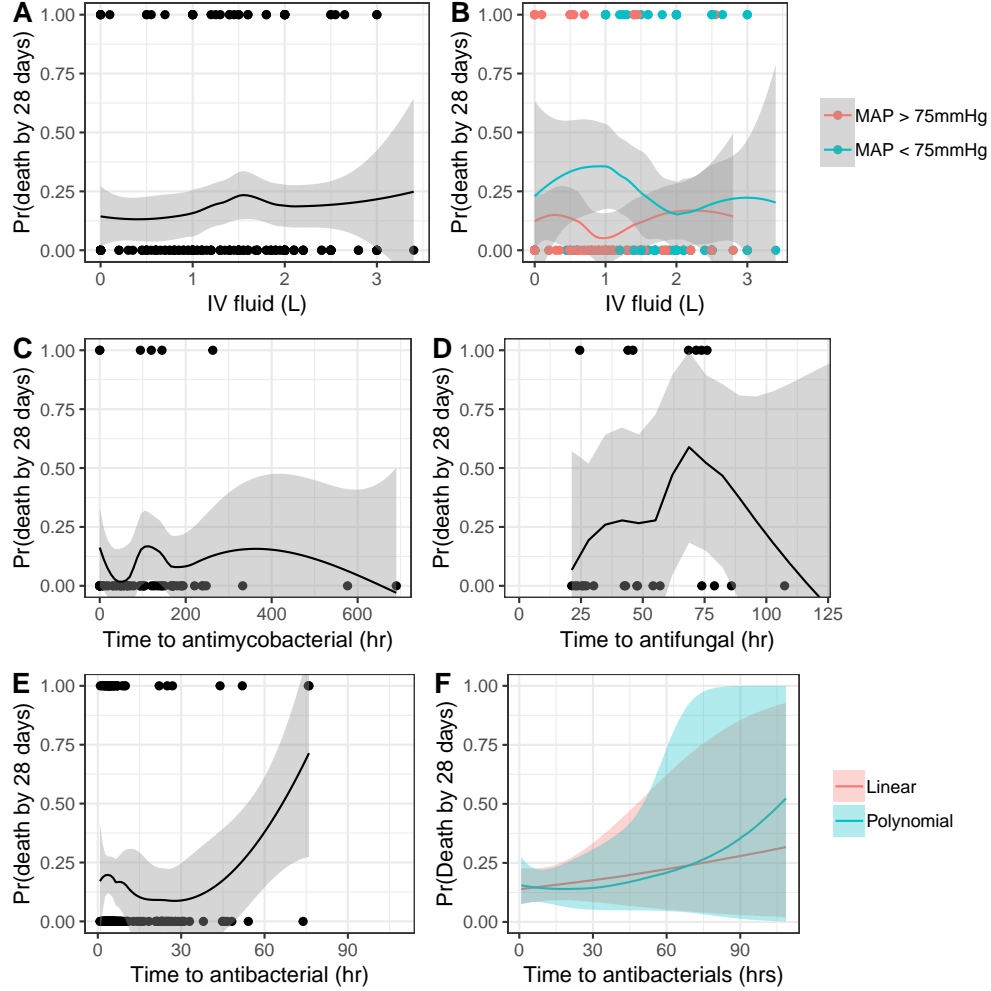 A
Pr(death by 28 days)
1.00
0.75
0.50
0.25
0.00
0
1
2
3
IV fluid (L)
B
Pr(death by 28 days)
1.00
0.75
0.50
0.25
0.00
0
1
2
3
IV fluid (L)
MAP > 75mmHg
MAP < 75mmHg
C
Pr(death by 28 days)
1.00
0.75
0.50
0.25
0.00
0
200
400
600
Time to antimycobacterial (hr)
D
Pr(death by 28 days)
1.00
0.75
0.50
0.25
0.00
0
25
50
75
100
125
Time to antifungal (hr)
E
Pr(death by 28 days)
1.00
0.75
0.50
0.25
0.00
0
30
60
90
Time to antibacterial (hr)
F
Pr(Death by 28 days)
1.00
0.75
0.50
0.25
0.00
0
30
60
90
Time to antibacterials (hrs)
Linear
Polynomial